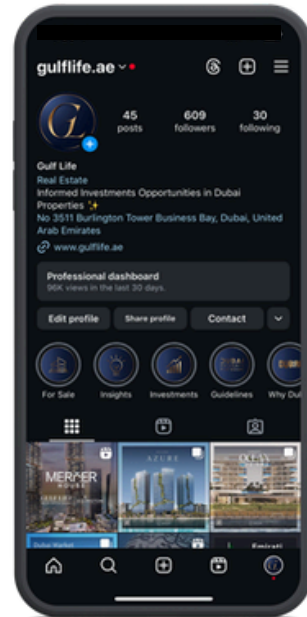 gulflife.ae
GL
45
posts
609
followers
30
following
Gulf Life
Real Estate
Informed Investments Opportunities in Dubai
Properties ✨
No 3511 Burlington Tower Business Bay, Dubai, United
Arab Emirates
www.gulflife.ae
Professional dashboard
96K views in the last 30 days.
Edit profile
Share profile
Contact
For Sale
Insights
Investments
Guidelines
Why Du
AZURE
Dubai Market
Emirati